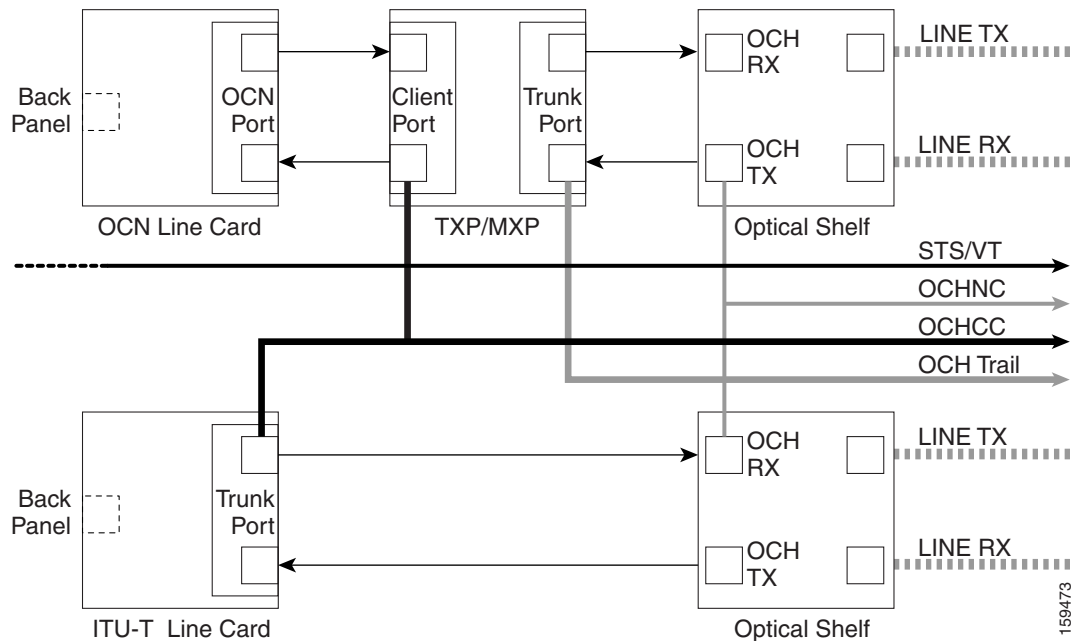 OCH
RX
LINE TX
Back
Panel
OCN
Port
Client
Port
Trunk
Port
OCH
TX
LINE RX
OCN Line Card
TXP/MXP
Optical Shelf
STS/VT
OCHNC
OCHCC
OCH Trail
OCH
RX
LINE TX
Back
Panel
Trunk
Port
OCH
TX
LINE RX
ITU-T Line Card
Optical Shelf
159473